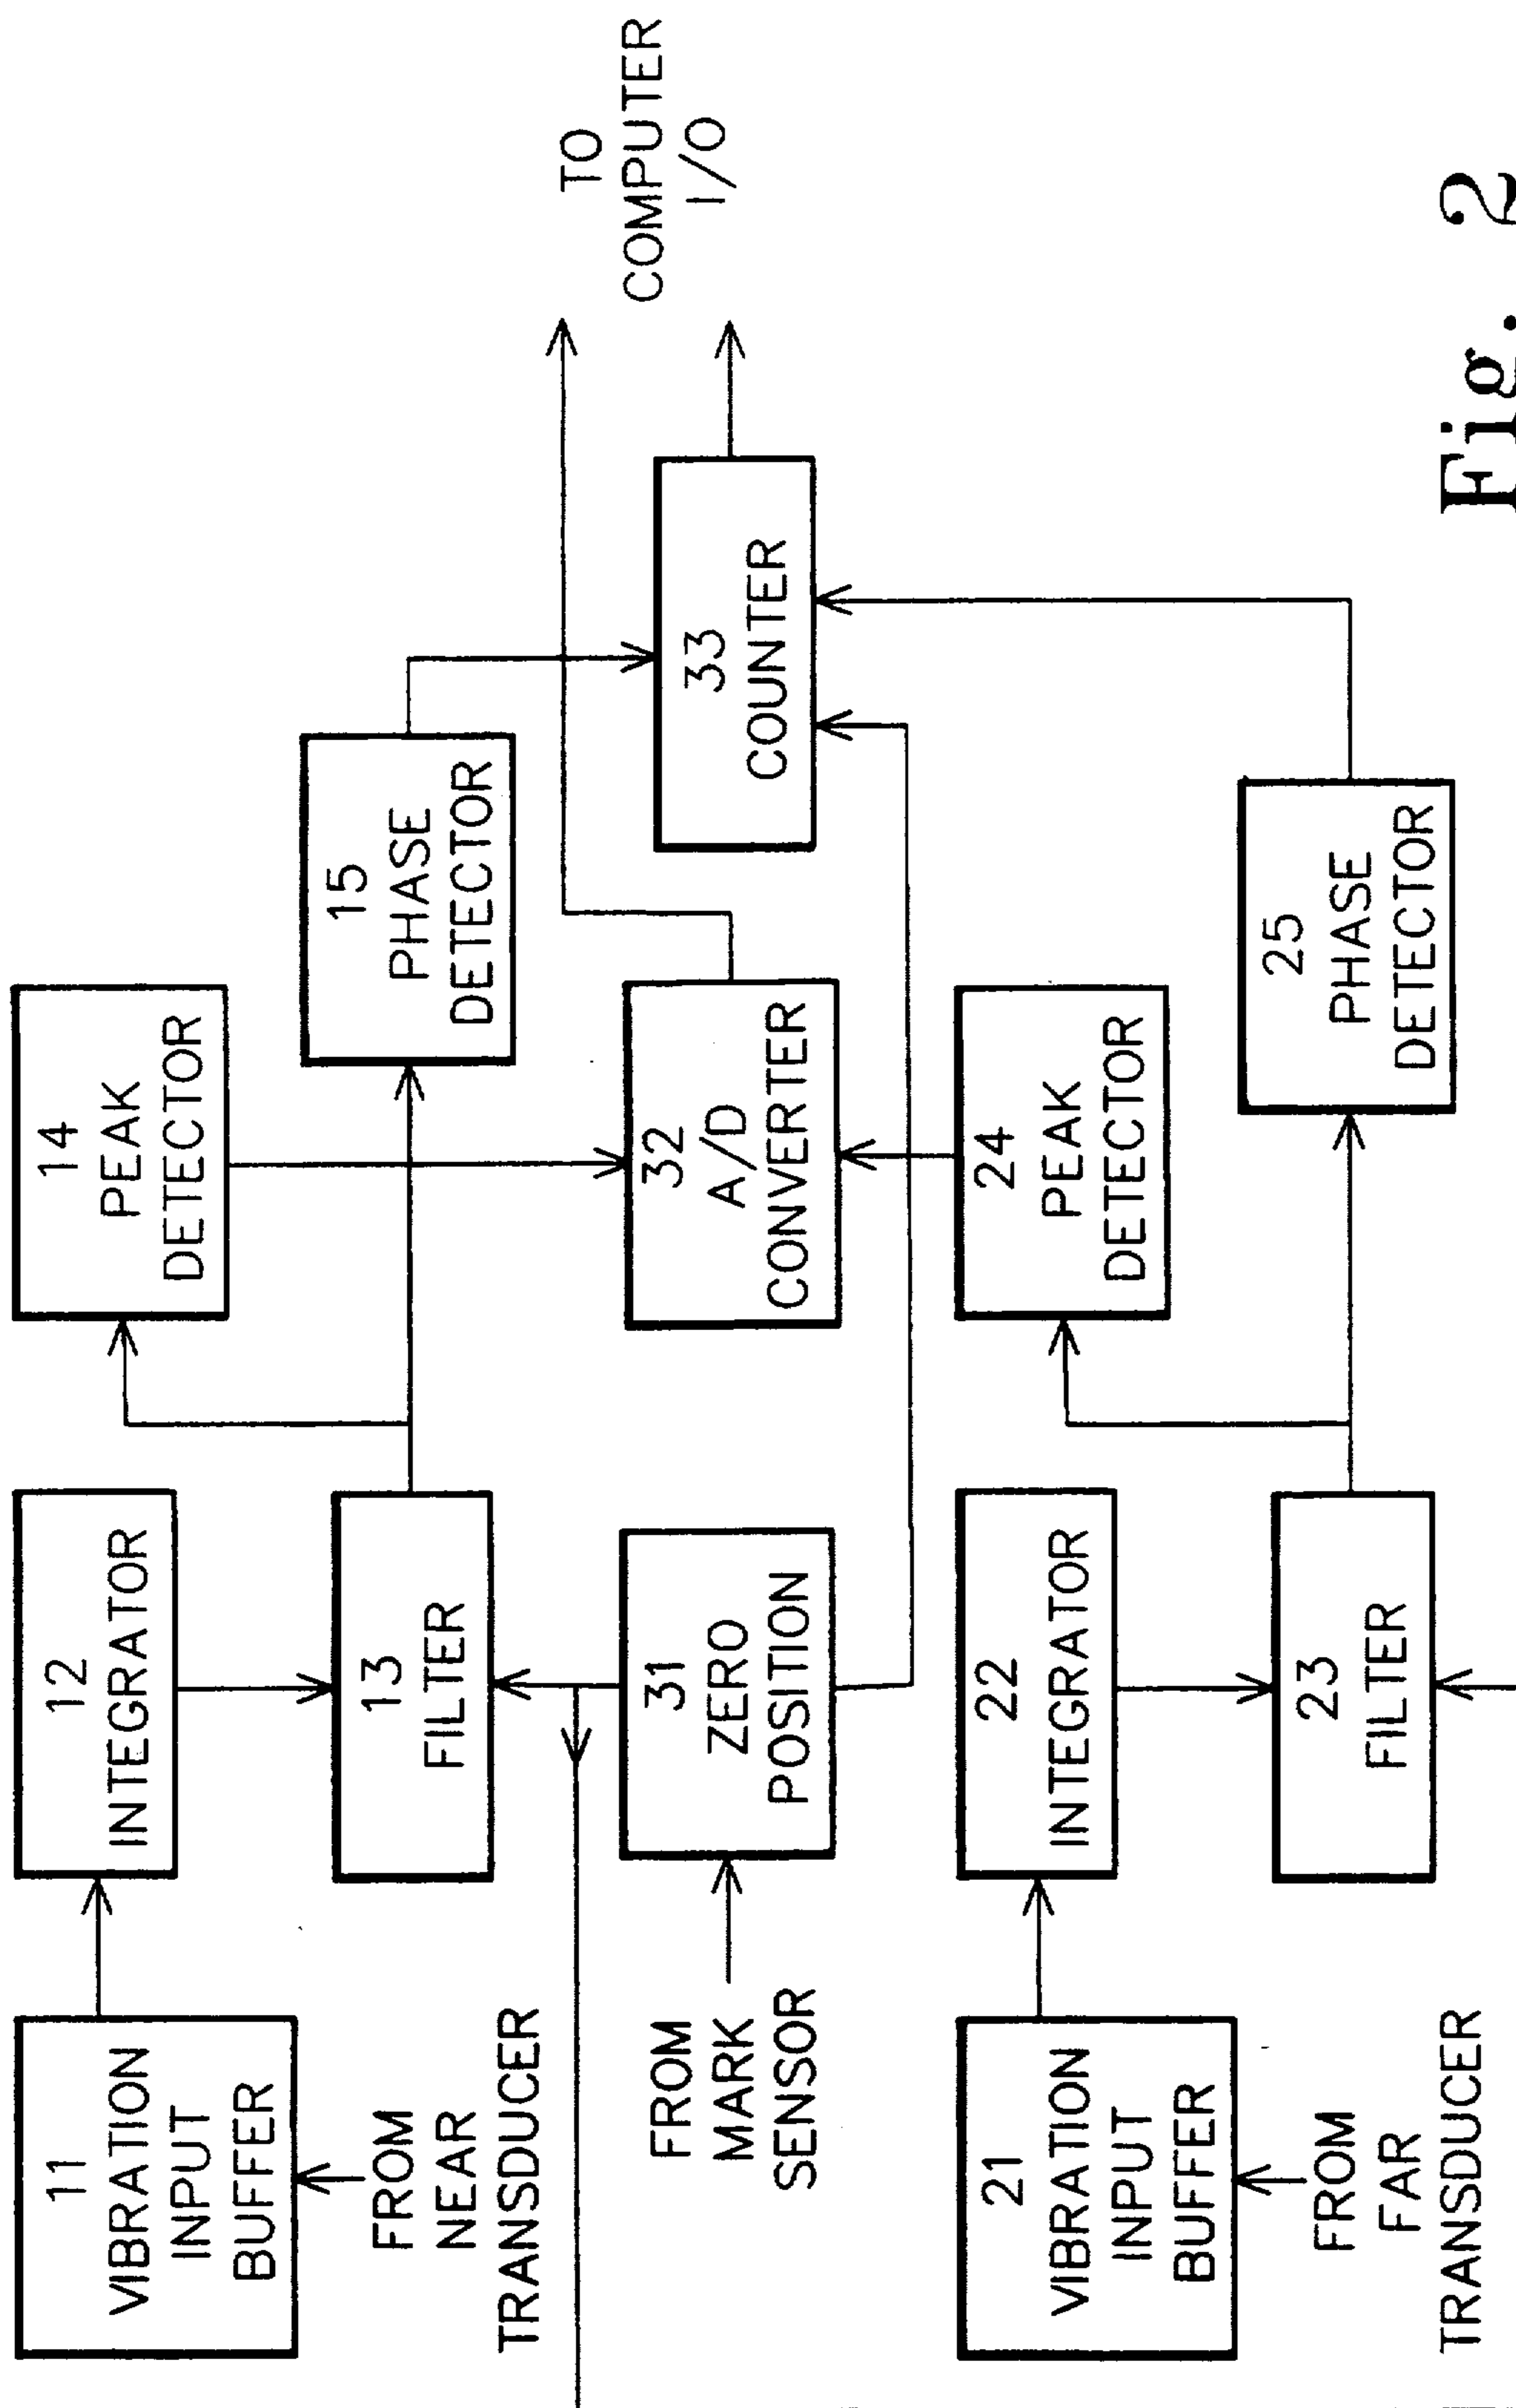 11
VIBRATION
INPUT
BUFFER
FROM
NEAR
TRANSDUCER
12
INTEGRATOR
13
FILTER
14
PEAK
DETECTOR
15
PHASE
DETECTOR
FROM
MARK
SENSOR
31
ZERO
POSITION
32
A/D
CONVERTER
33
COUNTER
TO
COMPUTER
I/O
21
VIBRATION
INPUT
BUFFER
FROM
FAR
TRANSDUCER
22
INTEGRATOR
23
FILTER
24
PEAK
DETECTOR
25
PHASE
DETECTOR
Fig. 2